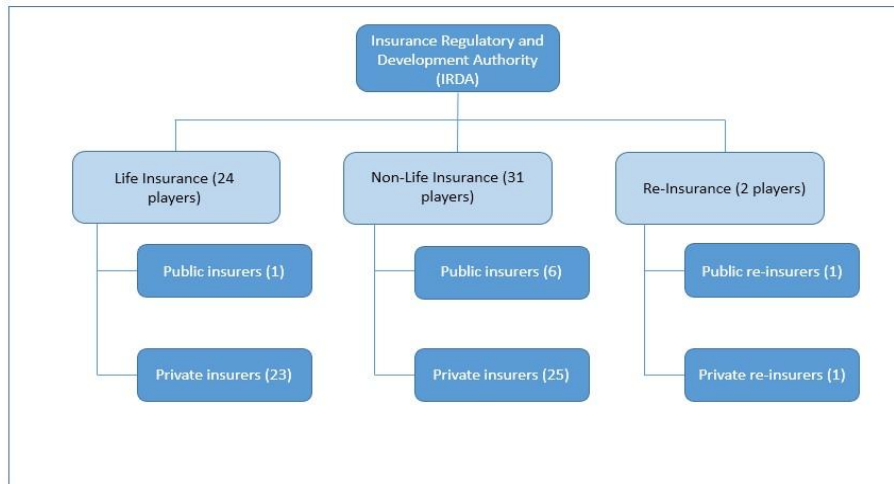 Insurance Regulatory and
Development Authority
(IRDA)
Life Insurance (24
players)
Non-Life Insurance (31
players)
Re-Insurance (2 players)
Public insurers (1)
Public insurers (6)
Public re-insurers (1)
Private insurers (23)
Private insurers (25)
Private re-insurers (1)